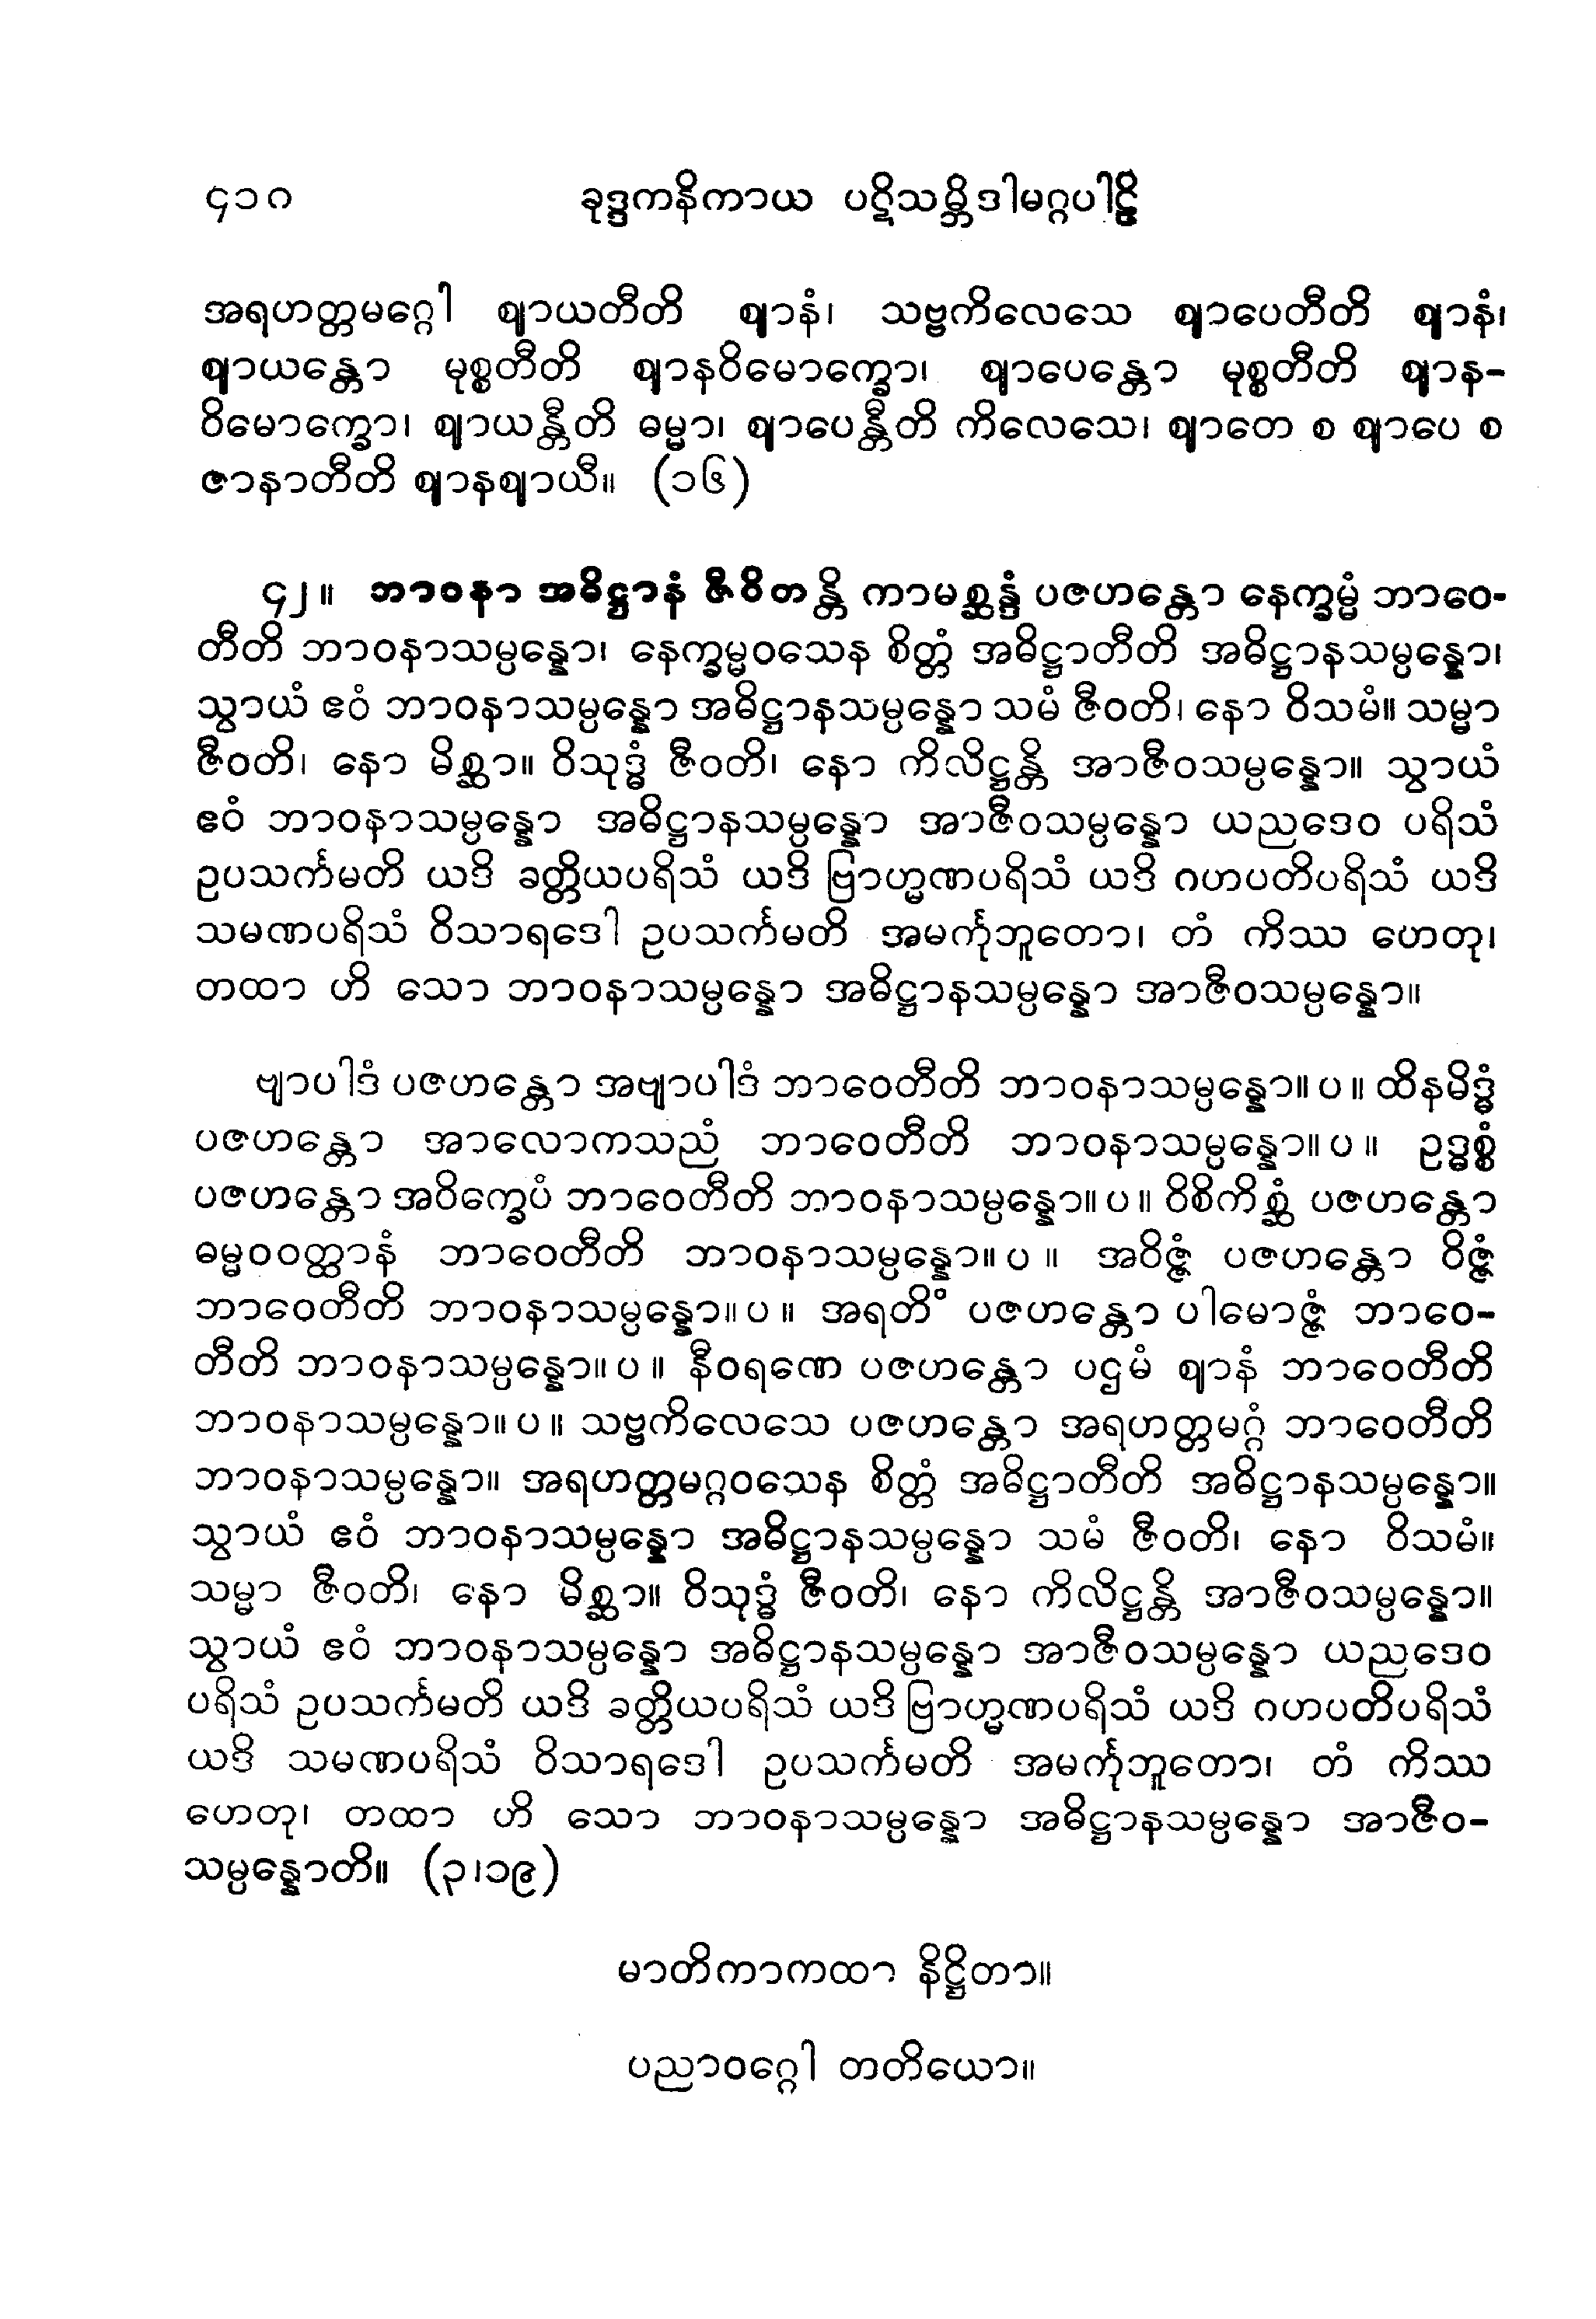 ၄၁၈ ခုဒ္ဒကနိကာယ ပဋိသမ္ဘိဒါမဂ္ဂပါဠိ
အရဟတ္တမဂ္ဂေါ ဈာယတီတိ ဈာနံ၊ သဗ္ဗကိလေသေ ဈာပေတီတိ ဈာနံ၊
ဈာယန္တော မုစ္စတီတိ ဈာနဝိမောက္ခော၊ ဈာပေန္တော မုစ္စတီတိ ဈာန-
ဝိမောက္ခော၊ ဈာယန္တီတိ ဓမ္မာ၊ ဈာပေန္တီတိ ကိလေသေ၊ ဈာတေ စ ဈာပေ စ
ဇာနာတီတိ ဈာနဈာယီ။ (၁၆)
၄၂။ ဘာဝနာ အဓိဋ္ဌာနံ ဇီဝိတန္တိ ကာမစ္ဆန္ဒံ ပဇဟန္တော နေက္ခမ္မံ ဘာဝေ-
တီတိ ဘာဝနာသမ္ပန္နော၊ နေက္ခမ္မဝသေန စိတ္တံ အဓိဋ္ဌာတီတိ အဓိဋ္ဌာနသမ္ပန္နော၊
သွာယံ ဧဝံ ဘာဝနာသမ္ပန္နော အဓိဋ္ဌာနသမ္ပန္နော သမံ ဇီဝတိ၊ နော ဝိသမံ။ သမ္မာ
ဇီဝတိ၊ နော မိစ္ဆာ။ ဝိသုဒ္ဓံ ဇီဝတိ၊ နော ကိလိဋ္ဌန္တိ အာဇီဝသမ္ပန္နော။ သွာယံ
ဧဝံ ဘာဝနာသမ္ပန္နော အဓိဋ္ဌာနသမ္ပန္နော အာဇီဝသမ္ပန္နော ယညဒေဝ ပရိသံ
ဥပသင်္ကမတိ ယဒိ ခတ္တိယပရိသံ ယဒိ ဗြာဟ္မဏပရိသံ ယဒိ ဂဟပတိပရိသံ ယဒိ
သမဏပရိသံ ဝိသာရဒေါ ဥပသင်္ကမတိ အမင်္ကုဘူတော၊ တံ ကိဿ ဟေတု၊
တထာ ဟိ သော ဘာဝနာသမ္ပန္နော အဓိဋ္ဌာနသမ္ပန္နော အာဇီဝသမ္ပန္နော။
ဗျာပါဒံ ပဇဟန္တော အဗျာပါဒံ ဘာဝေတီတိ ဘာဝနာသမ္ပန္နော။ ပ ။ ထိနမိဒ္ဓံ
ပဇဟန္တော အာလောကသညံ ဘာဝေတီတိ ဘာဝနာသမ္ပန္နော။ ပ ။ ဥဒ္ဓစ္စံ
ပဇဟန္တော အဝိက္ခေပံ ဘာဝေတီတိ ဘာဝနာသမ္ပန္နော။ ပ ။ ဝိစိကိစ္ဆံ ပဇဟန္တော
ဓမ္မဝဝတ္ထာနံ ဘာဝေတီတိ ဘာဝနာသမ္ပန္နော။ ပ ။ အဝိဇ္ဇံ ပဇဟန္တော ဝိဇ္ဇံ
ဘာဝေတီတိ ဘာဝနာသမ္ပန္နော။ ပ ။ အရတိံ ပဇဟန္တော ပါမောဇ္ဇံ ဘာဝေ-
တီတိ ဘာဝနာသမ္ပန္နော။ ပ ။ နီဝရဏေ ပဇဟန္တော ပဌမံ ဈာနံ ဘာဝေတီတိ
ဘာဝနာသမ္ပန္နော။ ပ ။ သဗ္ဗကိလေသေ ပဇဟန္တော အရဟတ္တမဂ္ဂံ ဘာဝေတီတိ
ဘာဝနာသမ္ပန္နော။ အရဟတ္တမဂ္ဂဝသေန စိတ္တံ အဓိဋ္ဌာတီတိ အဓိဋ္ဌာနသမ္ပန္နော။
သွာယံ ဧဝံ ဘာဝနာသမ္ပန္နော အဓိဋ္ဌာနသမ္ပန္နော သမံ ဇီဝတိ၊ နော ဝိသမံ။
သမ္မာ ဇီဝတိ၊ နော မိစ္ဆာ။ ဝိသုဒ္ဓံ ဇီဝတိ၊ နော ကိလိဋ္ဌန္တိ အာဇီဝသမ္ပန္နော။
သွာယံ ဧဝံ ဘာဝနာသမ္ပန္နော အဓိဋ္ဌာနသမ္ပန္နော အာဇီဝသမ္ပန္နော ယညဒေဝ
ပရိသံ ဥပသင်္ကမတိ ယဒိ ခတ္တိယပရိသံ ယဒိ ဗြာဟ္မဏပရိသံ ယဒိ ဂဟပတိပရိသံ
ယဒိ သမဏပရိသံ ဝိသာရဒေါ ဥပသင်္ကမတိ အမင်္ကုဘူတော၊ တံ ကိဿ
ဟေတု၊ တထာ ဟိ သော ဘာဝနာသမ္ပန္နော အဓိဋ္ဌာနသမ္ပန္နော အာဇီဝ-
သမ္ပန္နောတိ။ (၃၊၁၉)
မာတိကာကထာ နိဋ္ဌိတာ။
ပညာဝဂ္ဂေါ တတိယော။